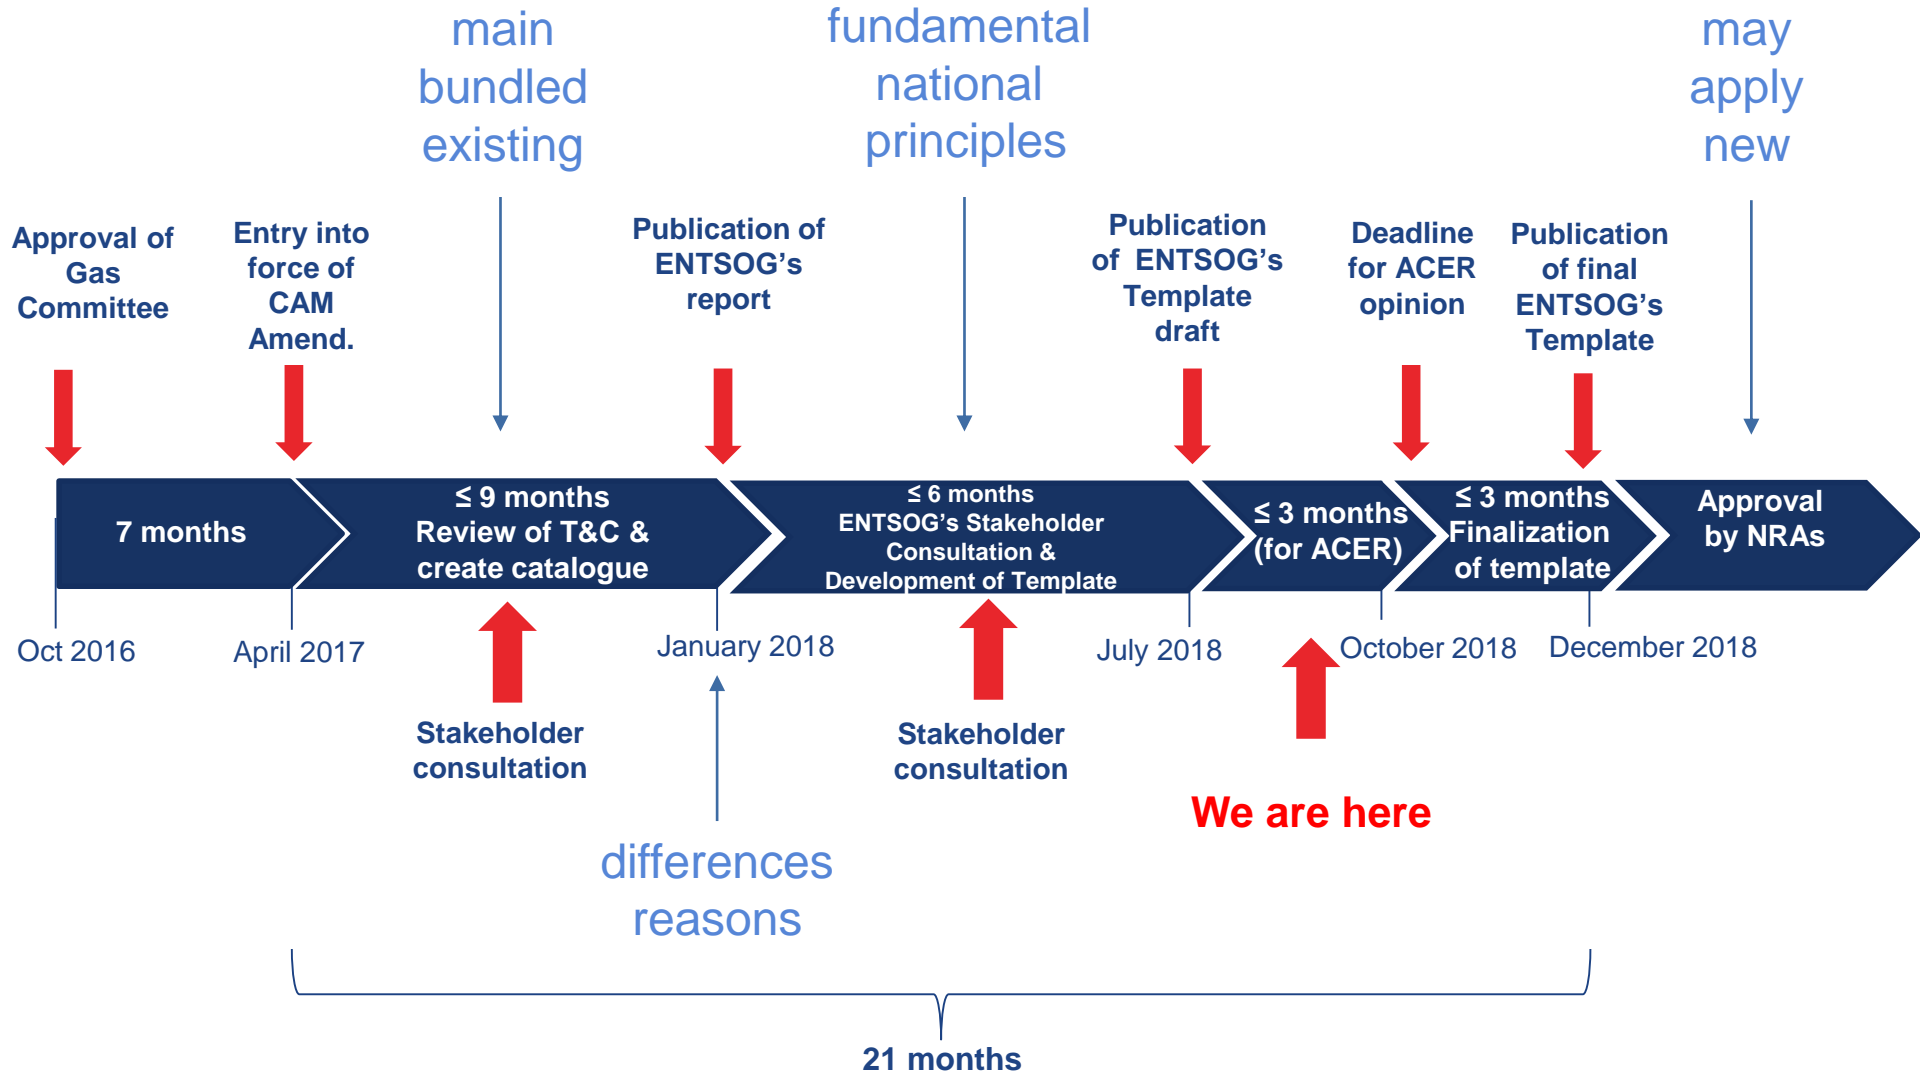 main
bundled
existing
fundamental
national
principles
may
apply
new
Approval of
Gas
Committee
Entry into
force of
CAM
Amend.
Publication of
ENTSOG’s
report
Publication
of ENTSOG’s
Template
draft
Deadline
for ACER
opinion
Publication
of final
ENTSOG’s
Template
7 months
≤ 9 months
Review of T&C &
create catalogue
≤ 6 months
ENTSOG’s Stakeholder
Consultation &
Development of Template
≤ 3 months
(for ACER)
≤ 3 months
Finalization
of template
Approval
by NRAs
Oct 2016
April 2017
January 2018
July 2018
October 2018
December 2018
Stakeholder
consultation
Stakeholder
consultation
We are here
differences
reasons
21 months